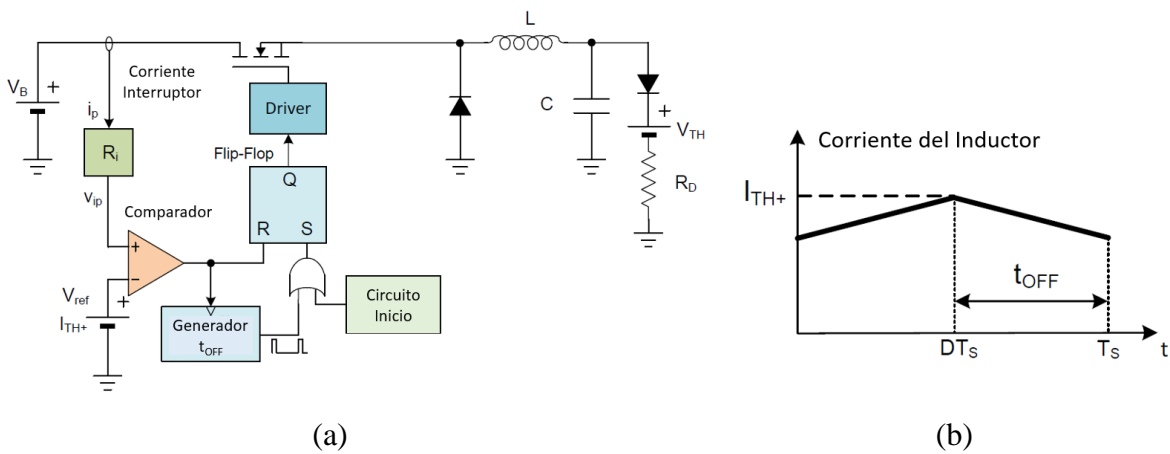 L
Corriente
Interruptor
V_B
+
i_p
Driver
C
+
V_TH
R_i
Flip-Flop
Q
R_D
v_ip
Comparador
R
S
+
−
V_ref
+
I_TH+
Generador
t_OFF
Circuito
Inicio
(a)
Corriente del Inductor
I_TH+
t_OFF
DT_S
T_S
t
(b)